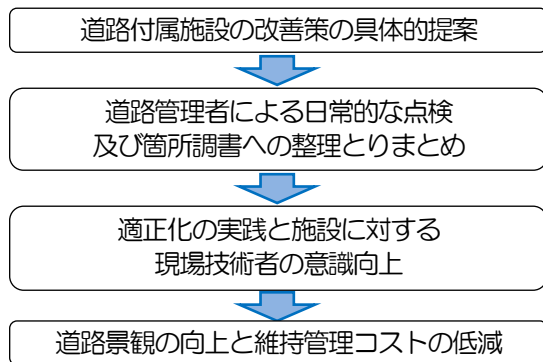 道路付属施設の改善策の具体的提案
道路管理者による日常的な点検
及び箇所調書への整理とりまとめ
適正化の実践と施設に対する
現場技術者の意識向上
道路景観の向上と維持管理コストの低減